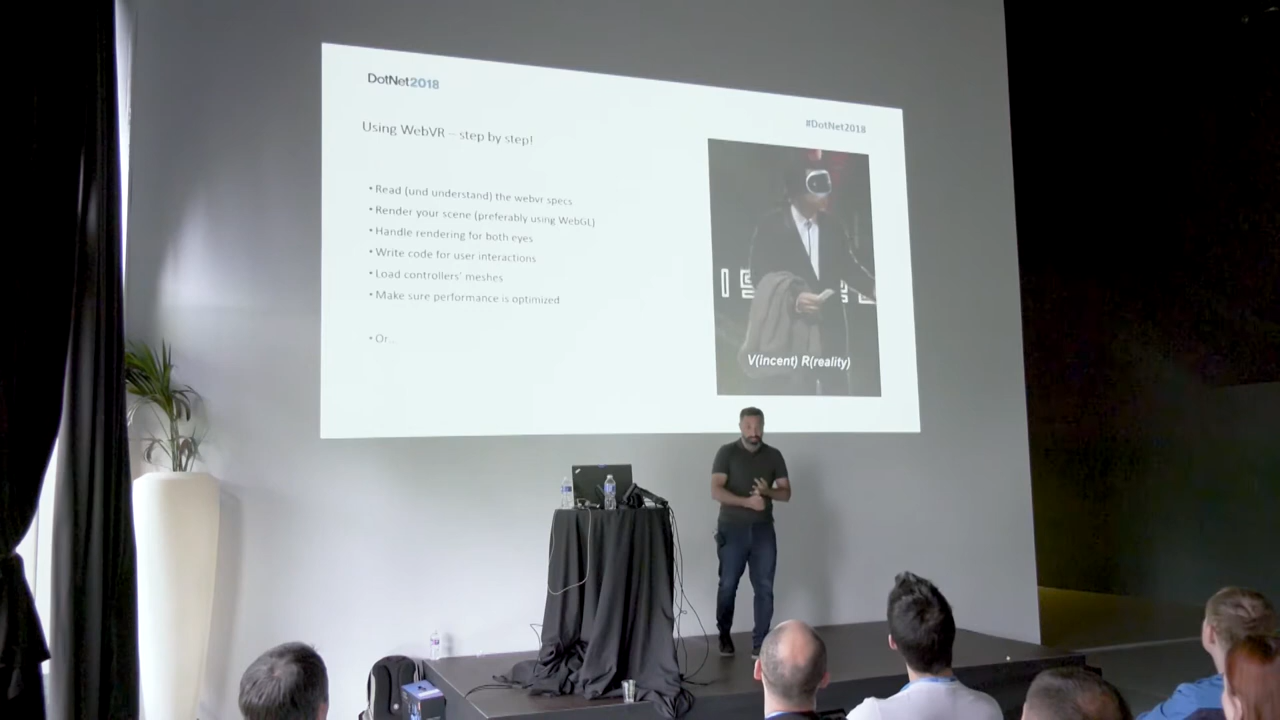 DotNet2018
#DotNet2018
Using WebVR – step by step!
• Read (und understand) the webvr specs
• Render your scene (preferably using WebGL)
• Handle rendering for both eyes
• Write code for user interactions
• Load controllers' meshes
• Make sure performance is optimized
• Or...
V(incent) R(reality)